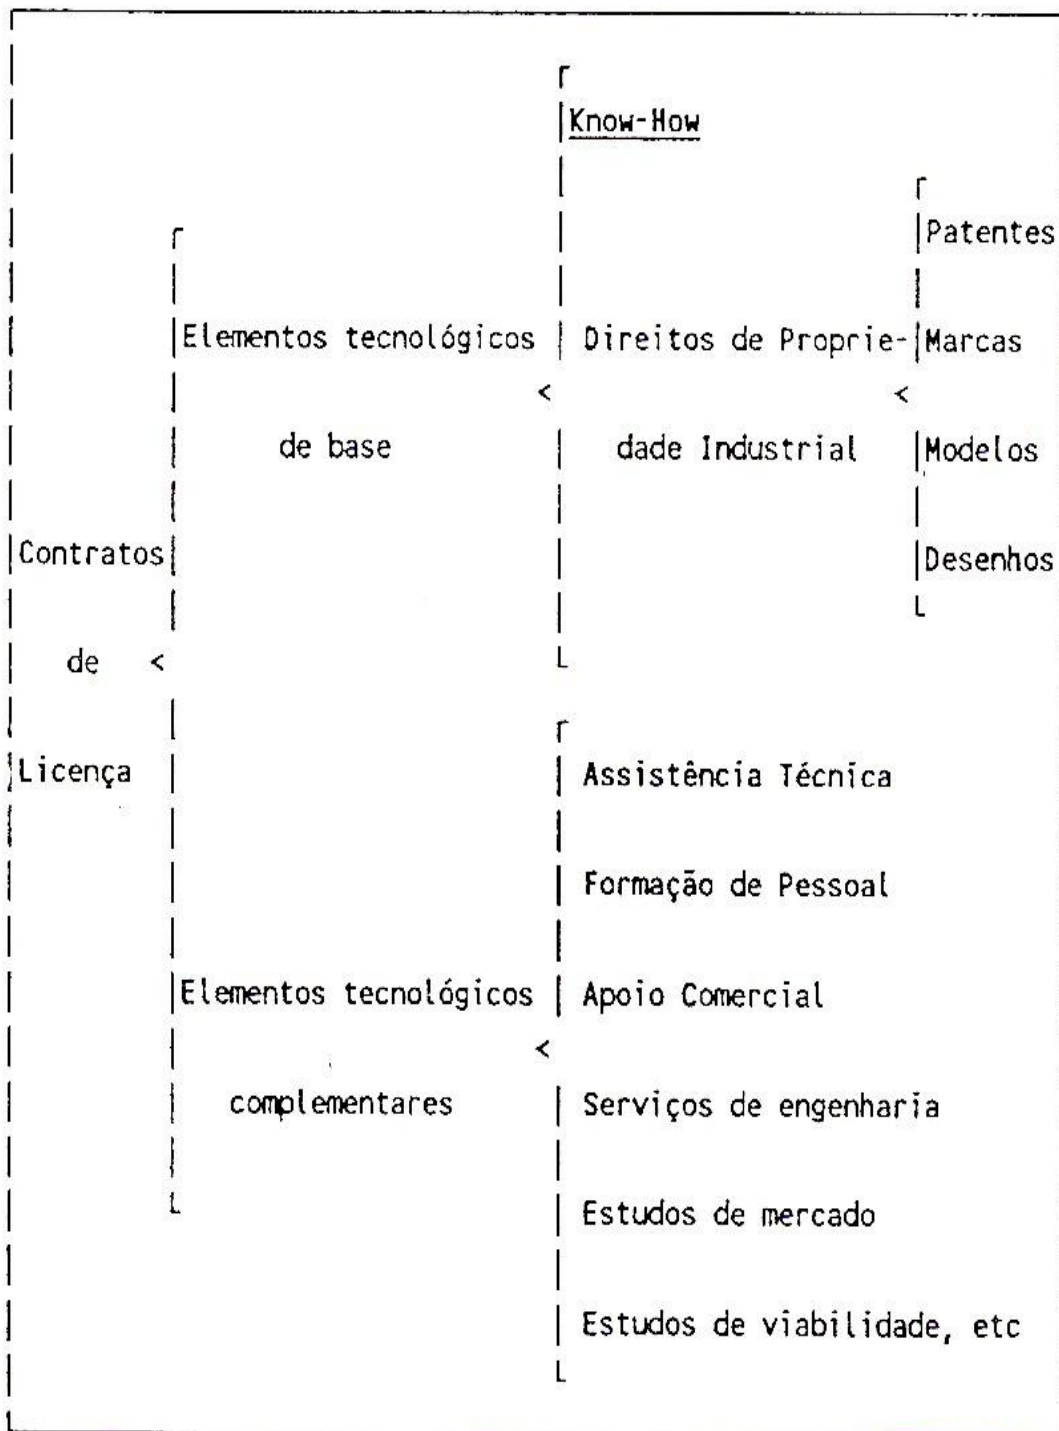 Know-How
Patentes
Elementos tecnológicos
Direitos de Proprie-
Marcas
de base
dade Industrial
Modelos
Contratos
Desenhos
de
Licença
Assistência Técnica
Formação de Pessoal
Elementos tecnológicos
Apoio Comercial
complementares
Serviços de engenharia
Estudos de mercado
Estudos de viabilidade, etc